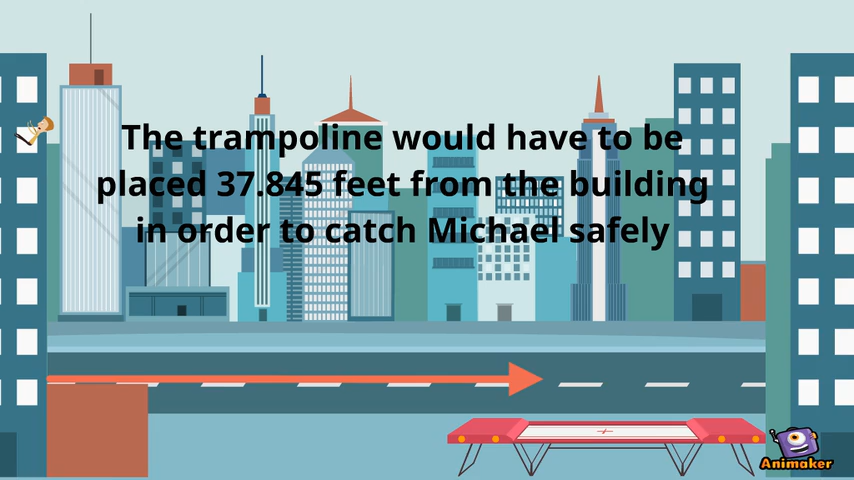 The trampoline would have to be
placed 37.845 feet from the building
in order to catch Michael safely
Animaker